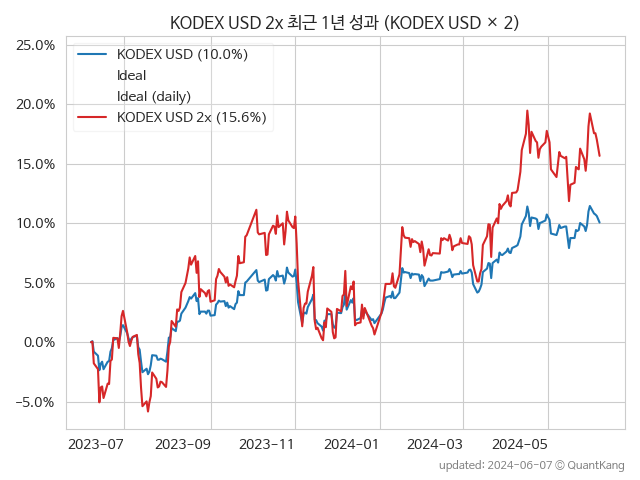 KODEX USD 2x 최근 1년 성과 (KODEX USD × 2)
25.0%
20.0%
15.0%
10.0%
5.0%
0.0%
−5.0%
KODEX USD (10.0%)
Ideal
Ideal (daily)
KODEX USD 2x (15.6%)
2023-07 2023-09 2023-11 2024-01 2024-03 2024-05
updated: 2024-06-07 @ QuantKang